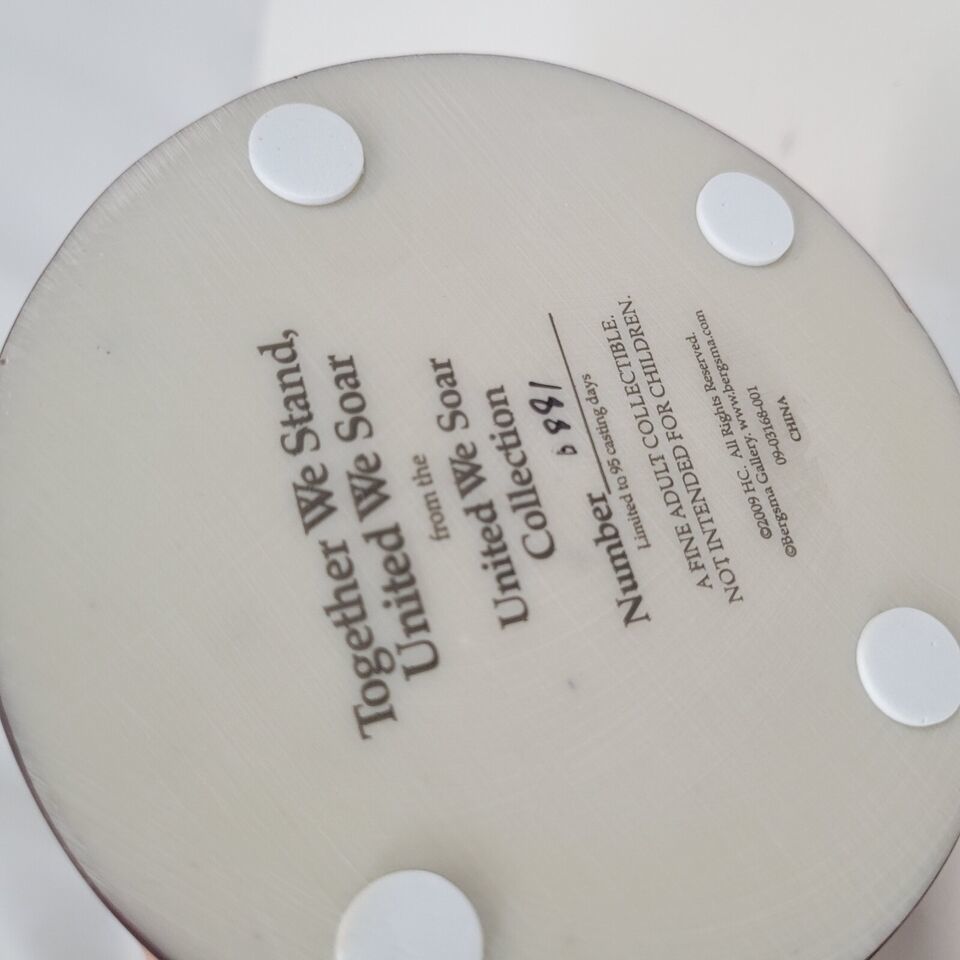 Together We Stand,
United We Soar
from the
United We Soar
Collection
Number
Limited to 95 casting days
A FINE ADULT COLLECTIBLE.
NOT INTENDED FOR CHILDREN.
©2009 HC. All Rights Reserved.
©Bergsma Gallery. www.bergsma.com
09-03168-001
CHINA